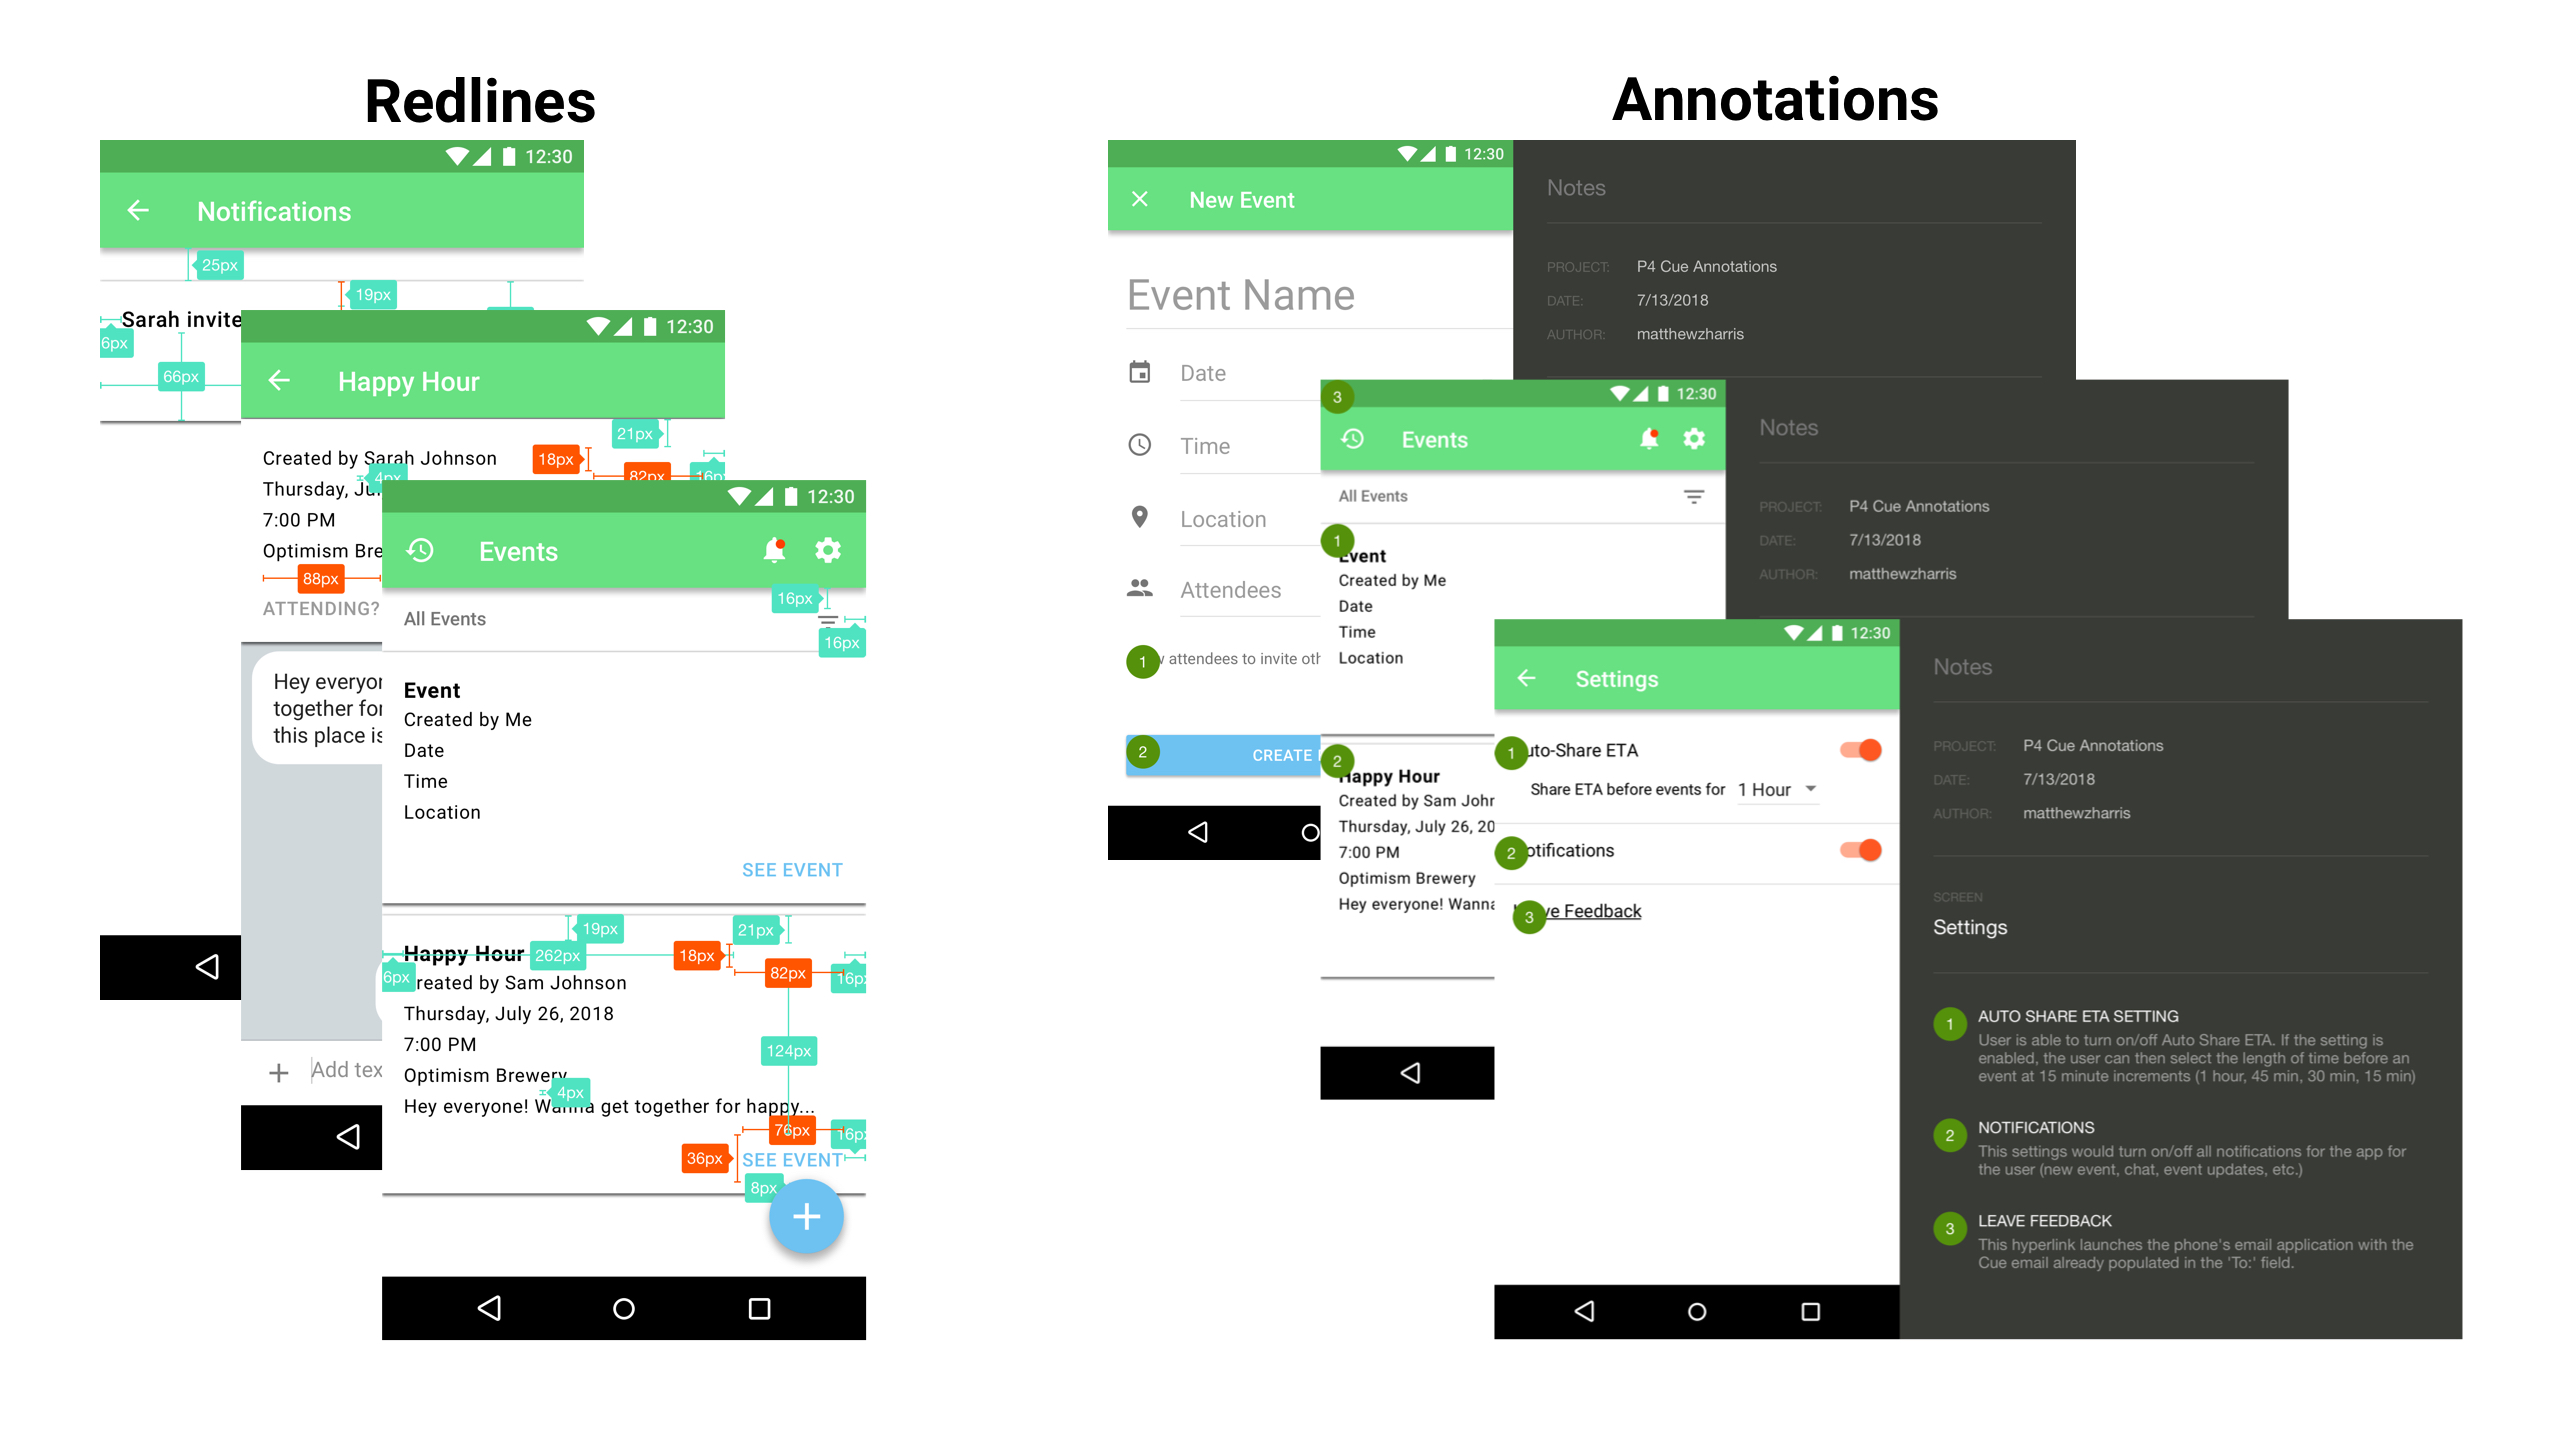 Redlines
12:30
Notifications
25px
19px
Sarah invite
6px
66px
12:30
Happy Hour
21px
Created by Sarah Johnson
18px
82px
16p
4px
Thursday, Ju
7:00 PM
Optimism Bre
88px
ATTENDING?
Hey everyor
together for
this place is
Add tex
12:30
Events
16px
All Events
16px
Event
Created by Me
Date
Time
Location
SEE EVENT
19px
21px
Happy Hour
262px
18px
82px
6px
16p
Created by Sam Johnson
Thursday, July 26, 2018
7:00 PM
124px
Optimism Brewery
4px
Hey everyone! Wanna get together for happy...
76px
16p
36px
SEE EVENT
8px
Annotations
12:30
New Event
Event Name
Date
Time
Location
Attendees
1
attendees to invite oth
2
CREATE
Notes
PROJECT: P4 Cue Annotations
DATE: 7/13/2018
AUTHOR: matthewzharris
3
12:30
Events
All Events
1
Event
Created by Me
Date
Time
Location
2
Happy Hour
Created by Sam Johr
Thursday, July 26, 20
7:00 PM
Optimism Brewery
Hey everyone! Wanna
Notes
PROJECT: P4 Cue Annotations
DATE: 7/13/2018
AUTHOR: matthewzharris
12:30
Settings
1
uto-Share ETA
Share ETA before events for 1 Hour
2
otifications
3
ve Feedback
Notes
PROJECT: P4 Cue Annotations
DATE: 7/13/2018
AUTHOR: matthewzharris
SCREEN
Settings
1 AUTO SHARE ETA SETTING
User is able to turn on/off Auto Share ETA. If the setting is
enabled, the user can then select the length of time before an
event at 15 minute increments (1 hour, 45 min, 30 min, 15 min)
2 NOTIFICATIONS
This settings would turn on/off all notifications for the app for
the user (new event, chat, event updates, etc.)
3 LEAVE FEEDBACK
This hyperlink launches the phone's email application with the
Cue email already populated in the 'To:' field.